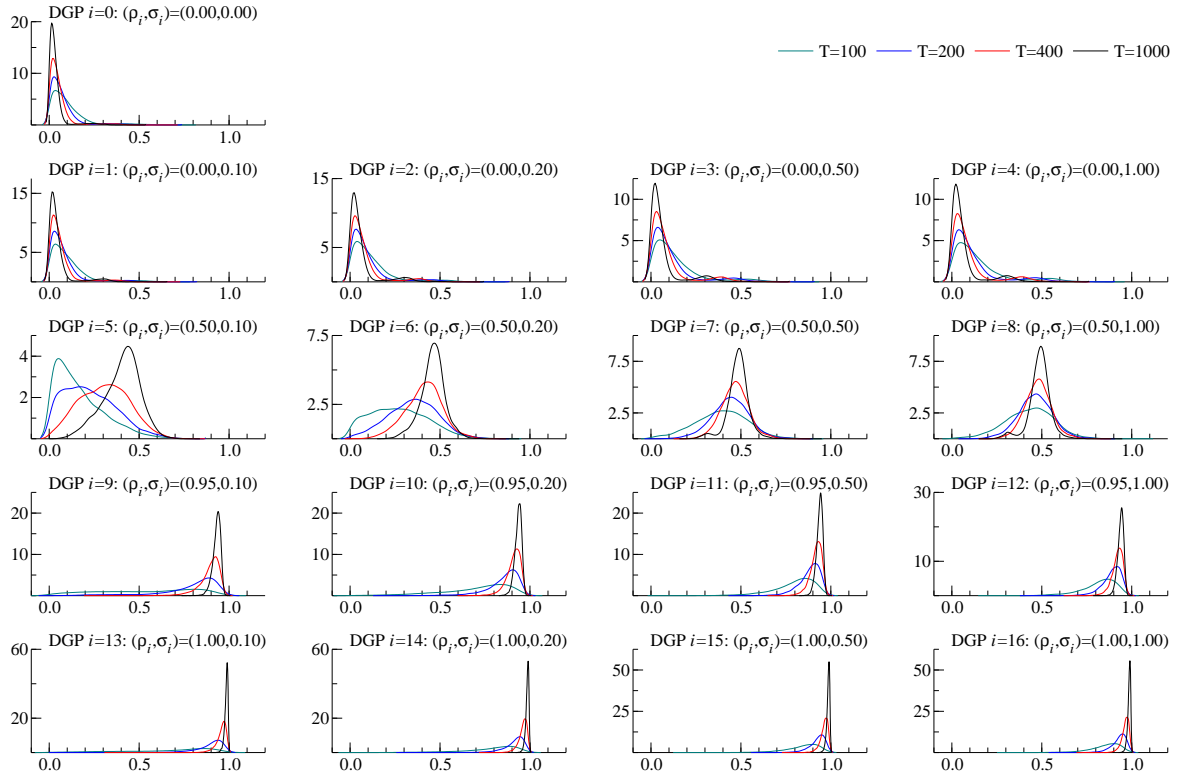 DGP i=0: (ρi,σi)=(0.00,0.00)
20
10
0.0 0.5 1.0
T=100 T=200 T=400 T=1000
DGP i=1: (ρi,σi)=(0.00,0.10) DGP i=2: (ρi,σi)=(0.00,0.20) DGP i=3: (ρi,σi)=(0.00,0.50) DGP i=4: (ρi,σi)=(0.00,1.00)
15 15 10.0 10.0
5 5 5.0 5.0
0.0 0.5 1.0 0.0 0.5 1.0 0.0 0.5 1.0 0.0 0.5 1.0
DGP i=5: (ρi,σi)=(0.50,0.10) DGP i=6: (ρi,σi)=(0.50,0.20) DGP i=7: (ρi,σi)=(0.50,0.50) DGP i=8: (ρi,σi)=(0.50,1.00)
4 7.5 7.5 7.5
2 2.5 2.5 2.5
0.0 0.5 1.0 0.0 0.5 1.0 0.0 0.5 1.0 0.0 0.5 1.0
DGP i=9: (ρi,σi)=(0.95,0.10) DGP i=10: (ρi,σi)=(0.95,0.20) DGP i=11: (ρi,σi)=(0.95,0.50) DGP i=12: (ρi,σi)=(0.95,1.00)
20 20 20 30
10 10 10 10
0.0 0.5 1.0 0.0 0.5 1.0 0.0 0.5 1.0 0.0 0.5 1.0
DGP i=13: (ρi,σi)=(1.00,0.10) DGP i=14: (ρi,σi)=(1.00,0.20) DGP i=15: (ρi,σi)=(1.00,0.50) DGP i=16: (ρi,σi)=(1.00,1.00)
60 60 50 50
20 20 25 25
0.0 0.5 1.0 0.0 0.5 1.0 0.0 0.5 1.0 0.0 0.5 1.0